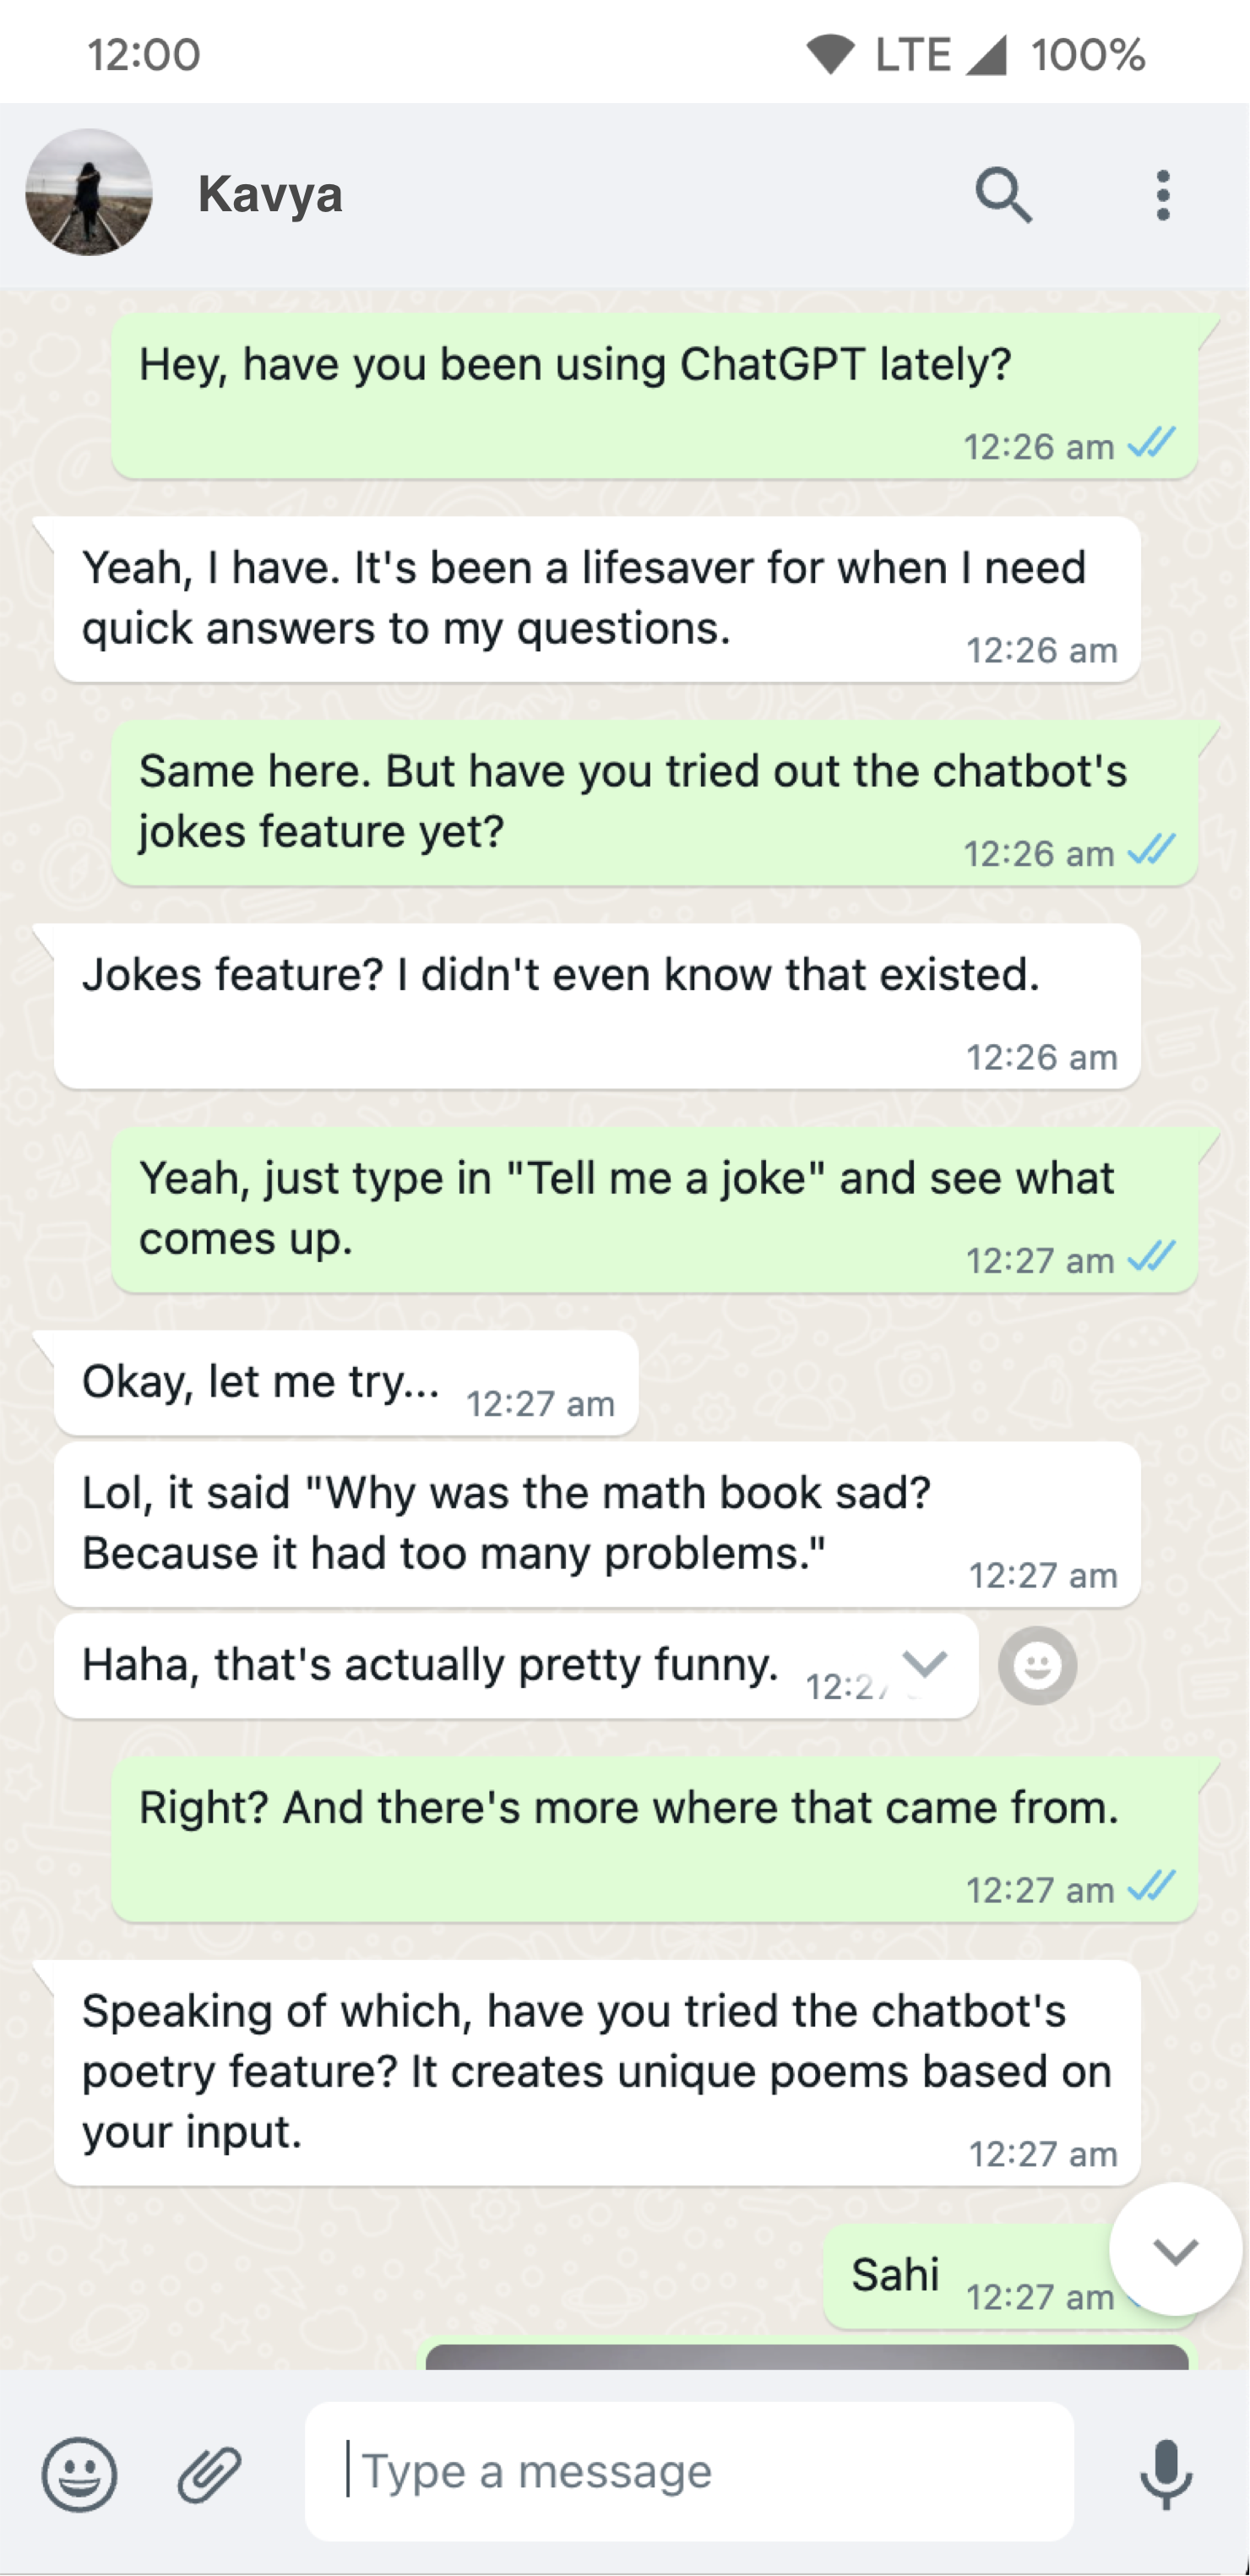 12:00 LTE 100%
Kavya
Hey, have you been using ChatGPT lately?
12:26 am
Yeah, I have. It's been a lifesaver for when I need
quick answers to my questions.
12:26 am
Same here. But have you tried out the chatbot's
jokes feature yet?
12:26 am
Jokes feature? I didn't even know that existed.
12:26 am
Yeah, just type in "Tell me a joke" and see what
comes up.
12:27 am
Okay, let me try... 12:27 am
Lol, it said "Why was the math book sad?
Because it had too many problems."
12:27 am
Haha, that's actually pretty funny.
Right? And there's more where that came from.
12:27 am
Speaking of which, have you tried the chatbot's
poetry feature? It creates unique poems based on
your input.
12:27 am
Sahi 12:27 am
Type a message